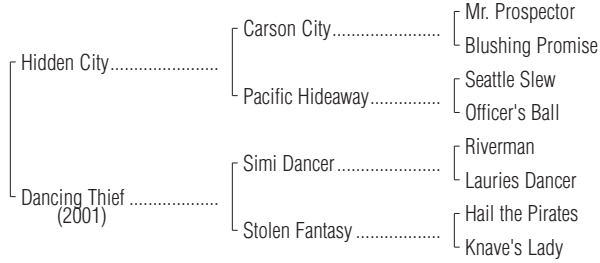 Mr. Prospector
Carson City
Blushing Promise
Hidden City
Seattle Slew
Pacific Hideaway
Officer's Ball
Riverman
Simi Dancer
Lauries Dancer
Dancing Thief
(2001)
Hail the Pirates
Stolen Fantasy
Knave's Lady